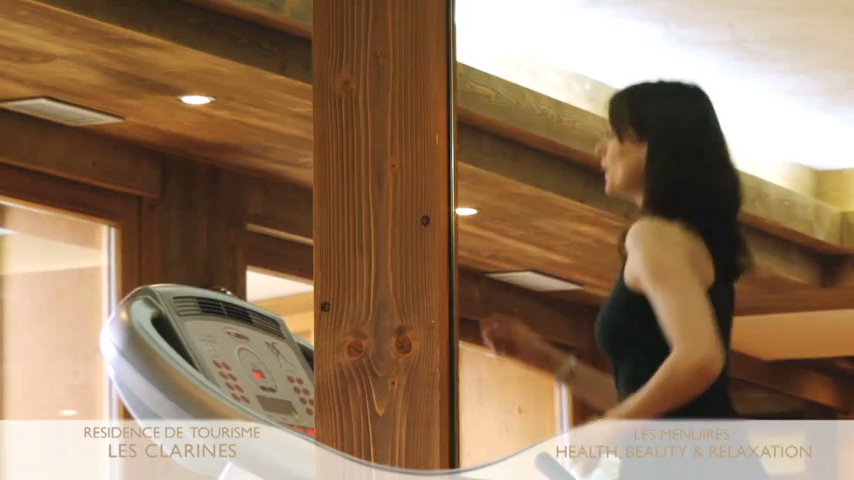 RESIDENCE DE TOURISME
LES CLARINES
LES MENUIRES
HEALTH, BEAUTY & RELAXATION